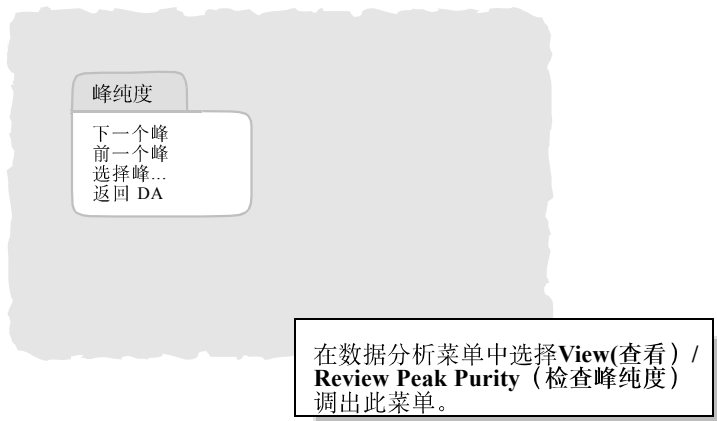 峰纯度
下一个峰
前一个峰
选择峰...
返回 DA
在数据分析菜单中选择View(查看）/
Review Peak Purity（检查峰纯度）
调出此菜单。